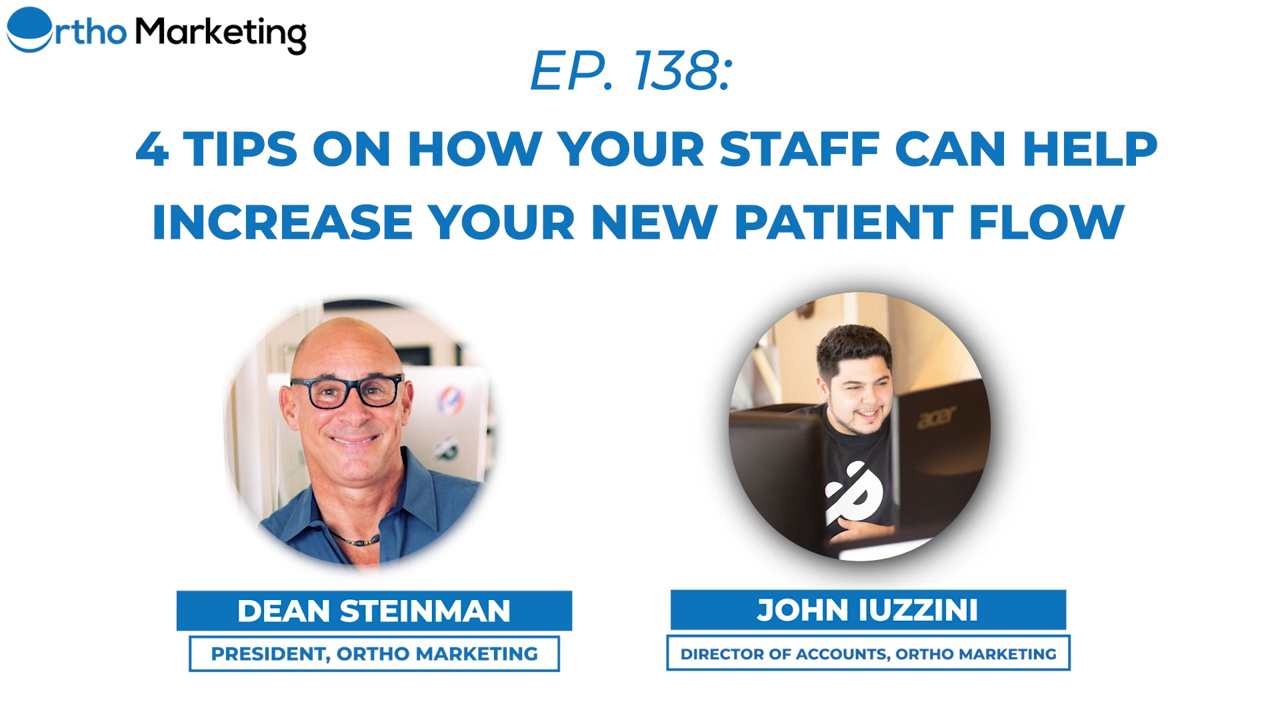 Ortho Marketing
EP. 138:
4 TIPS ON HOW YOUR STAFF CAN HELP
INCREASE YOUR NEW PATIENT FLOW
acer
DEAN STEINMAN
JOHN IUZZINI
PRESIDENT, ORTHO MARKETING
DIRECTOR OF ACCOUNTS, ORTHO MARKETING